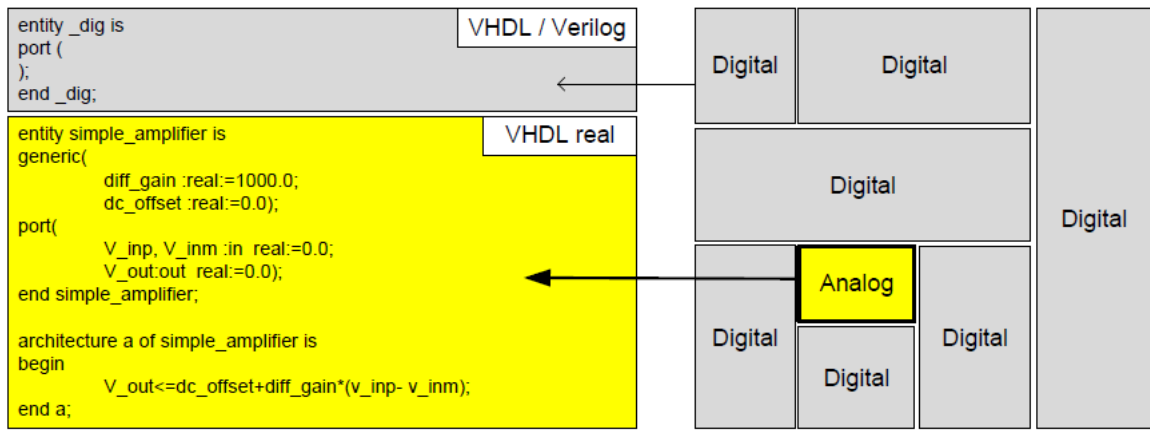 entity _dig is
port (
);
end _dig;
VHDL / Verilog
entity simple_amplifier is
generic(
diff_gain :real:=1000.0;
dc_offset :real:=0.0);
port(
V_inp, V_inm :in  real:=0.0;
V_out:out  real:=0.0);
end simple_amplifier;
architecture a of simple_amplifier is
begin
V_out<=dc_offset+diff_gain*(v_inp- v_inm);
end a;
VHDL real
Digital
Digital
Digital
Digital
Digital
Analog
Digital
Digital